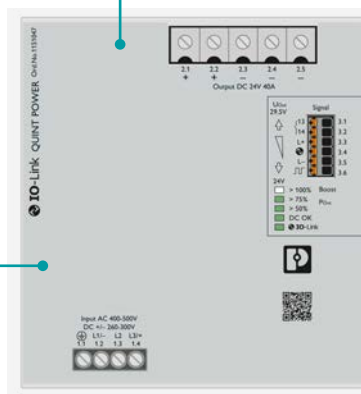 Ord.No 1151047
IO-Link QUINT POWER
2.1 2.2 2.3 2.4 2.5
+ + − − −
Output DC 24V 40A
UOut
29.5V
24V
Signal
13 3.1
14 3.2
L+ 3.3
3.4
L− 3.5
3.6
> 100% Boost
> 75% POut
> 50%
DC OK
IO-Link
Input AC 400-500V
DC +/− 260-300V
L1/− L2 L3/+
1.1 1.2 1.3 1.4